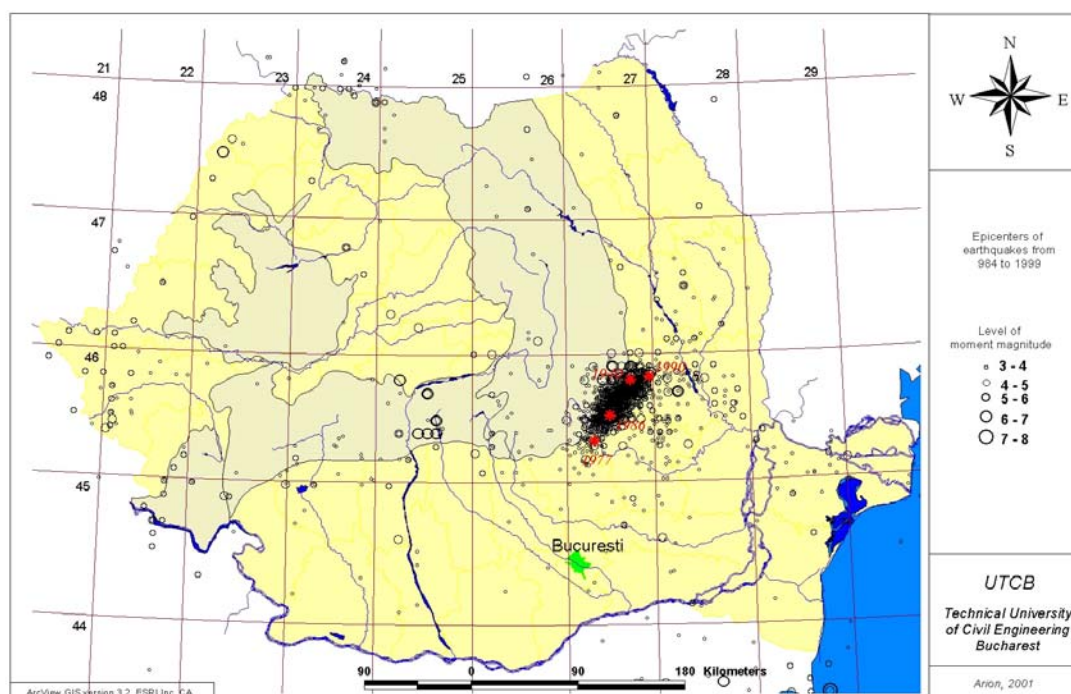 21
22
23
24
25
26
27
28
29
48
47
46
45
44
1990
1986
1977
Bucuresti
90 0 90 180 Kilometers
ArcView GIS version 3.2, ESRI Inc. CA
N
W E
S
Epicenters of
earthquakes from
984 to 1999
Level of
moment magnitude
3 - 4
4 - 5
5 - 6
6 - 7
7 - 8
UTCB
Technical University
of Civil Engineering
Bucharest
Arion, 2001